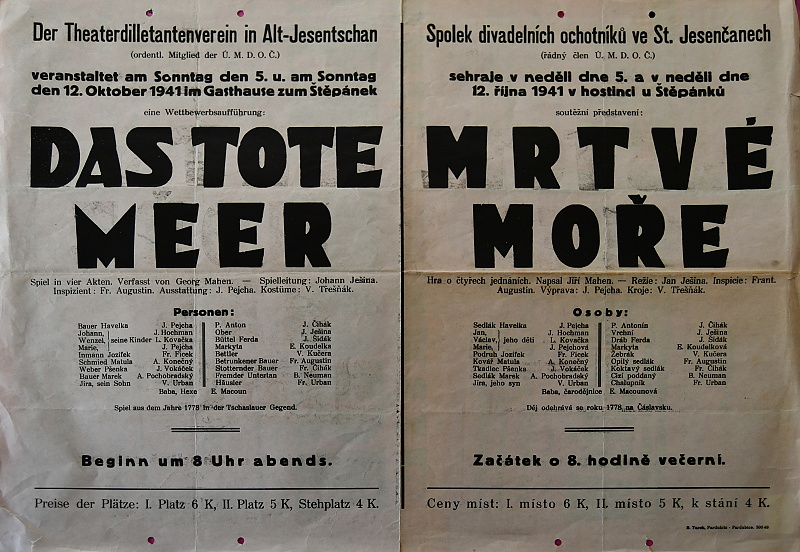 Der Theaterdilletantenverein in Alt-Jesentschan
(ordentl. Mitglied der Ú. M. D. O. Č.)
veranstaltet am Sonntag den 5. u. am Sonntag
den 12. Oktober 1941 im Gasthause zum Štěpánek
eine Wettbewerbsaufführung:
DAS TOTE
MEER
Spiel in vier Akten. Verfasst von Georg Mahen. — Spielleitung: Johann Ješina.
Inspizient: Fr. Augustin. Ausstattung: J. Pejcha. Kostüme: V. Trešňák.
Personen:
Bauer Havelka J. Pejcha
Johann, J. Hochman
Wenzel, seine Kinder L. Kovačka
Marie, J. Pejcha
Inmann Jozífek Fr. Ficek
Schmied Matula A. Konečný
Weber Pšenka J. Vokáček
Bauer Marek A. Pochobradský
Jira, sein Sohn V. Urban
P. Anton J. Čihák
Ober J. Ješina
Büttel Ferda J. Šidák
Markyta E. Koudelka
Bettler V. Kučera
Betrunkener Bauer Fr. Augustin
Stotternder Bauer Fr. Čihák
Fremder Untertan B. Neuman
Häusler Fr. Urban
Baba, Hexe E. Macoun
Spiel aus dem Jahre 1778 in der Tschaslauer Gegend.
Beginn um 8 Uhr abends.
Preise der Plätze: I. Platz 6 K, II. Platz 5 K, Stehplatz 4 K.
Spolek divadelních ochotníků ve St. Jesenčanech
(řádný člen Ú. M. D. O. Č.)
sehraje v neděli dne 5. a v neděli dne
12. října 1941 v hostinci u Štěpánků
soutěžní představení:
MRTVÉ
MOŘE
Hra o čtyřech jednáních. Napsal Jiří Mahen. — Režie: Jan Ješina. Inspicie: Frant.
Augustin. Výprava: J. Pejcha. Kroje: V. Trešňák.
Osoby:
Sedlák Havelka J. Pejcha
Jan, J. Hochman
Václav, jeho děti L. Kovačka
Marie, J. Pejchová
Podruh Jozífek Fr. Ficek
Kovář Matula A. Konečný
Tkadlec Pšenka J. Vokáček
Sedlák Marek A. Pochobradský
Jira, jeho syn V. Urban
P. Antonín J. Čihák
Vrchní J. Ješina
Dráb Ferda J. Šidák
Markyta E. Koudelková
Žebrák V. Kučera
Opilý sedlák Fr. Augustin
Koktavý sedlák Fr. Čihák
Cizí poddaný B. Neuman
Chalupník Fr. Urban
Baba, čarodějnice E. Macounová
Děj odehrává se roku 1778 na Čáslavsku.
Začátek o 8. hodině večerní.
Ceny míst: I. místo 6 K, II. místo 5 K, k stání 4 K.